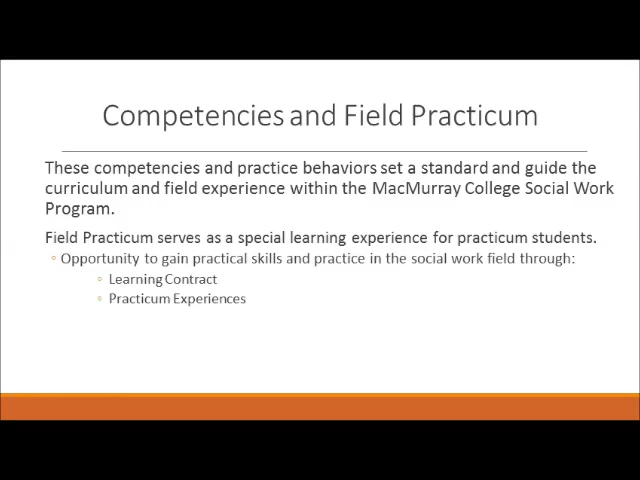 Competencies and Field Practicum
These competencies and practice behaviors set a standard and guide the
curriculum and field experience within the MacMurray College Social Work
Program.
Field Practicum serves as a special learning experience for practicum students.
◦ Opportunity to gain practical skills and practice in the social work field through:
◦ Learning Contract
◦ Practicum Experiences